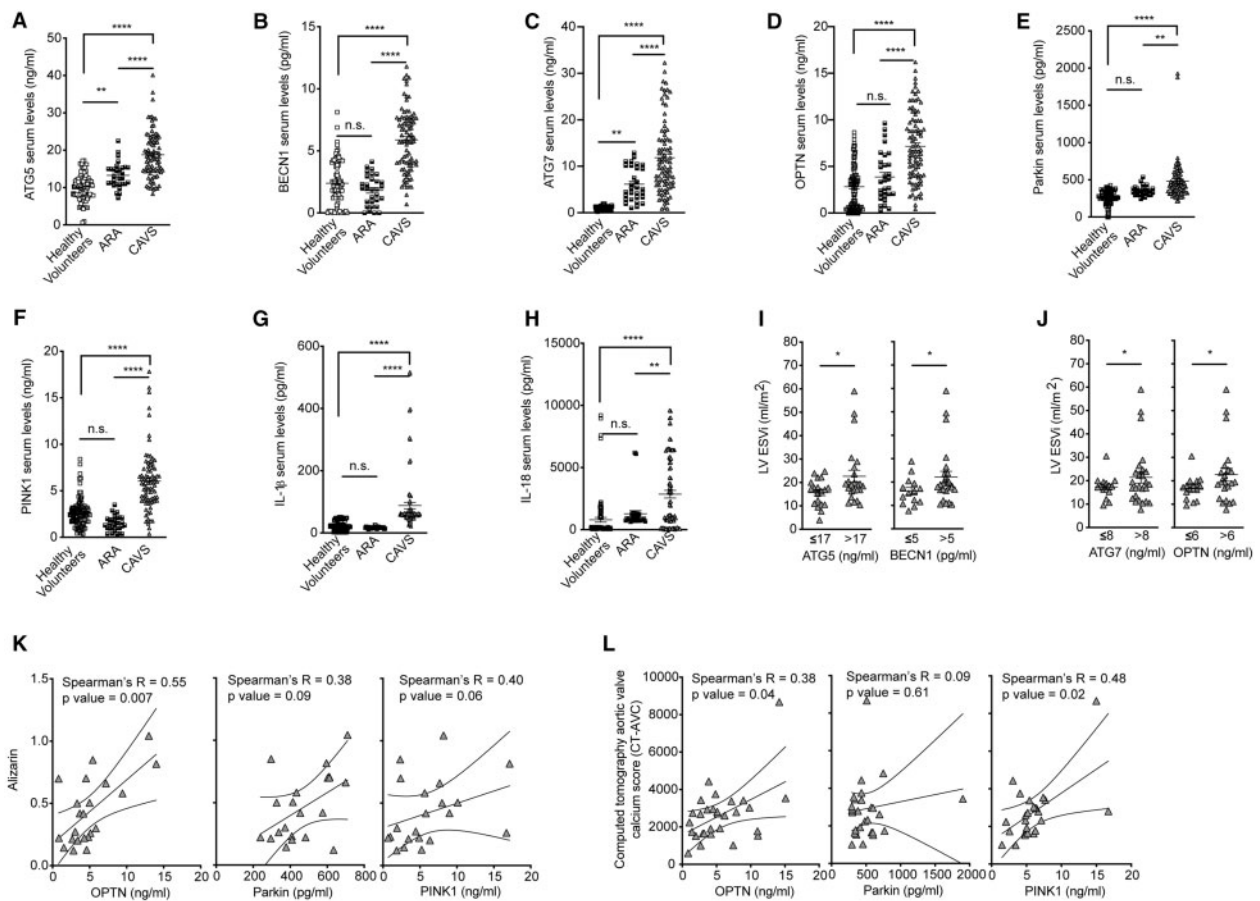 A
ATG5 serum levels (ng/ml)
50
40
30
20
10
0
****
****
**
Healthy
Volunteers
ARA
CAVS
B
BECN1 serum levels (pg/ml)
15
10
5
0
****
****
n.s.
Healthy
Volunteers
ARA
CAVS
C
ATG7 serum levels (ng/ml)
40
30
20
10
0
****
****
**
Healthy
Volunteers
ARA
CAVS
D
OPTN serum levels (ng/ml)
20
15
10
5
0
****
****
n.s.
Healthy
Volunteers
ARA
CAVS
E
Parkin serum levels (pg/ml)
2500
2000
1500
1000
500
0
****
**
n.s.
Healthy
Volunteers
ARA
CAVS
F
PINK1 serum levels (ng/ml)
20
15
10
5
0
****
****
n.s.
Healthy
Volunteers
ARA
CAVS
G
IL-1β serum levels (pg/ml)
600
400
200
0
****
****
n.s.
Healthy
Volunteers
ARA
CAVS
H
IL-18 serum levels (pg/ml)
15000
10000
5000
0
****
**
n.s.
Healthy
Volunteers
ARA
CAVS
I
LV ESVi (ml/m²)
80
70
60
50
40
30
20
10
0
*
*
≤17 >17
ATG5 (ng/ml)
≤5 >5
BECN1 (pg/ml)
J
LV ESVi (ml/m²)
80
70
60
50
40
30
20
10
0
*
*
≤8 >8
ATG7 (ng/ml)
≤6 >6
OPTN (ng/ml)
K
Alizarin
1.5
1.0
0.5
0.0
Spearman's R = 0.55
p value = 0.007
0 5 10 15 20
OPTN (ng/ml)
Spearman's R = 0.38
p value = 0.09
0 200 400 600 800
Parkin (pg/ml)
Spearman's R = 0.40
p value = 0.06
0 5 10 15 20
PINK1 (ng/ml)
L
Computed tomography aortic valve
calcium score (CT-AVC)
10000
8000
6000
4000
2000
0
Spearman's R = 0.38
p value = 0.04
0 5 10 15 20
OPTN (ng/ml)
Spearman's R = 0.09
p value = 0.61
0 500 1000 1500 2000
Parkin (pg/ml)
Spearman's R = 0.48
p value = 0.02
0 5 10 15 20
PINK1 (ng/ml)